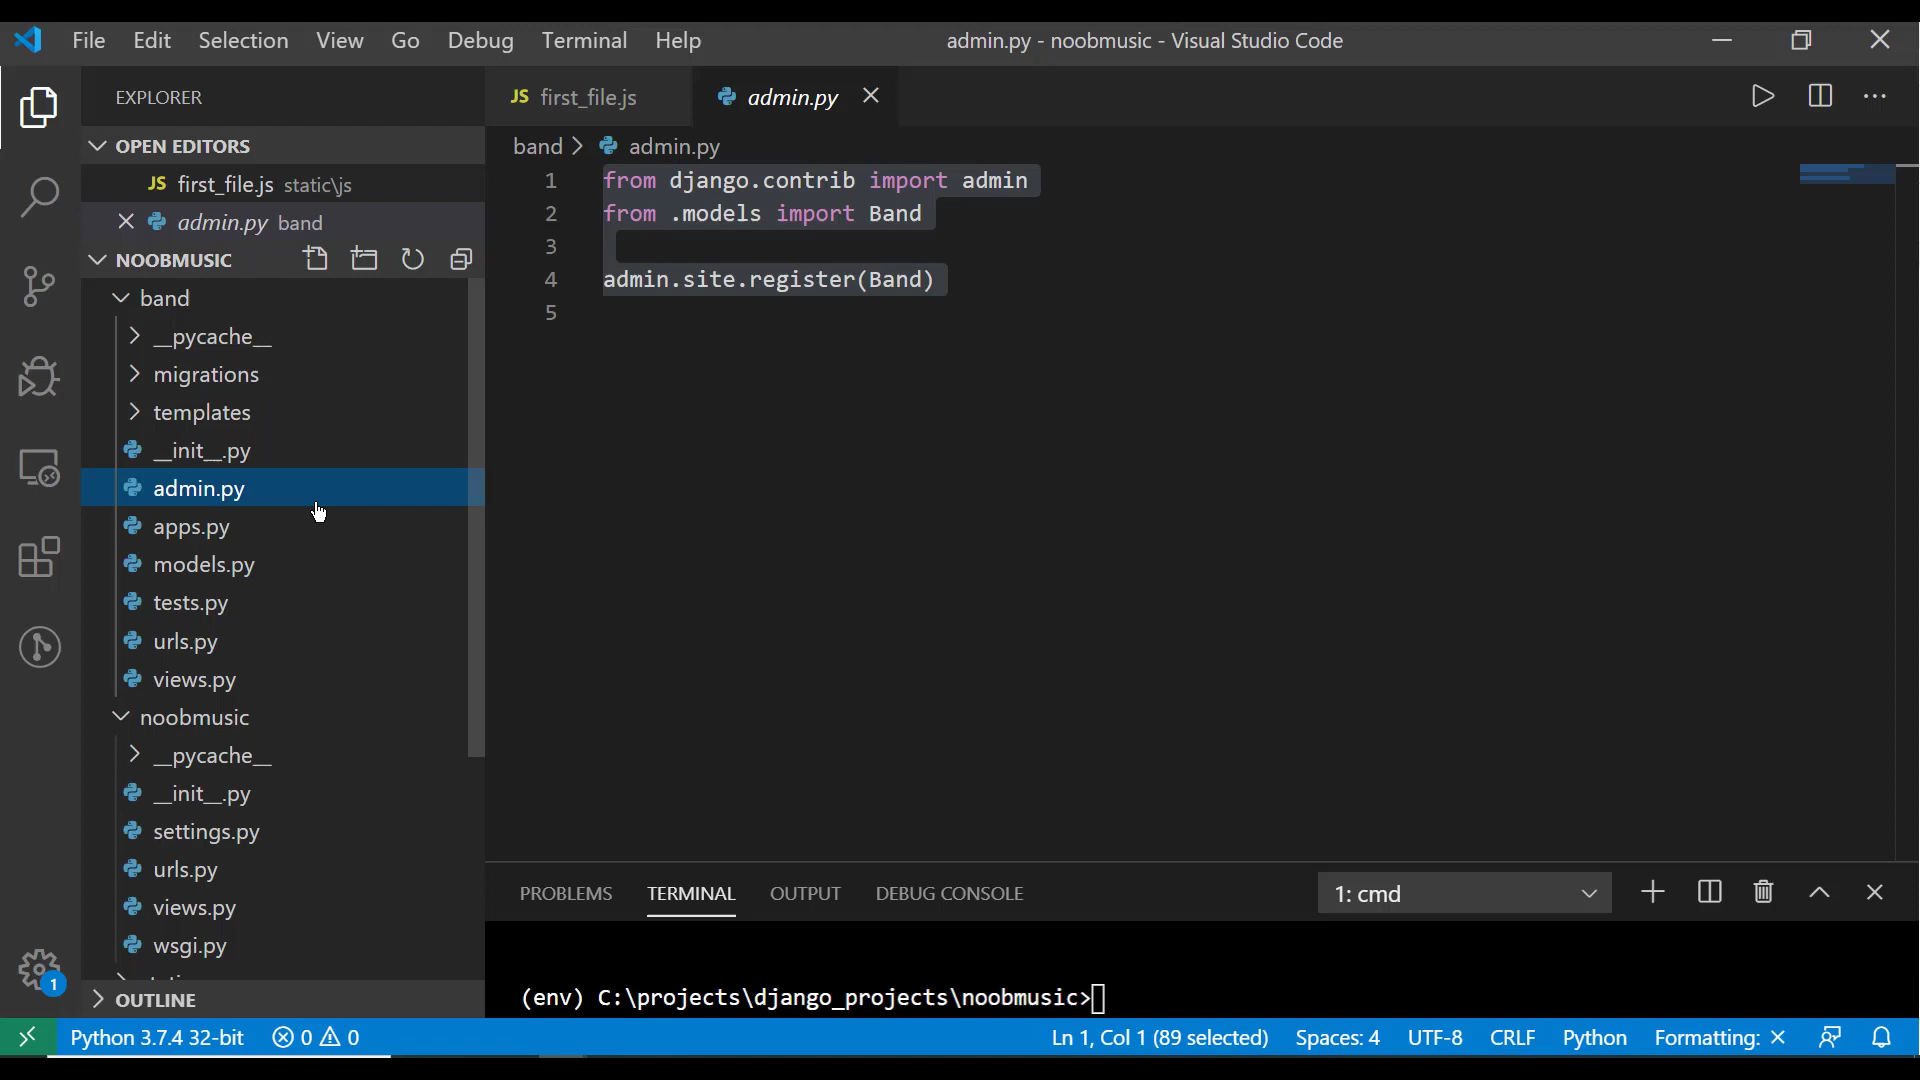 File Edit Selection View Go Debug Terminal Help
admin.py - noobmusic - Visual Studio Code
EXPLORER
JS first_file.js
admin.py
OPEN EDITORS
JS first_file.js static\js
admin.py band
NOOBMUSIC
band
__pycache__
migrations
templates
__init__.py
admin.py
apps.py
models.py
tests.py
urls.py
views.py
noobmusic
__pycache__
__init__.py
settings.py
urls.py
views.py
wsgi.py
OUTLINE
band > admin.py
1 from django.contrib import admin
2 from .models import Band
3
4 admin.site.register(Band)
5
PROBLEMS TERMINAL OUTPUT DEBUG CONSOLE
1: cmd
(env) C:\projects\django_projects\noobmusic>
1
Python 3.7.4 32-bit 0 0
Ln 1, Col 1 (89 selected) Spaces: 4 UTF-8 CRLF Python Formatting: ×